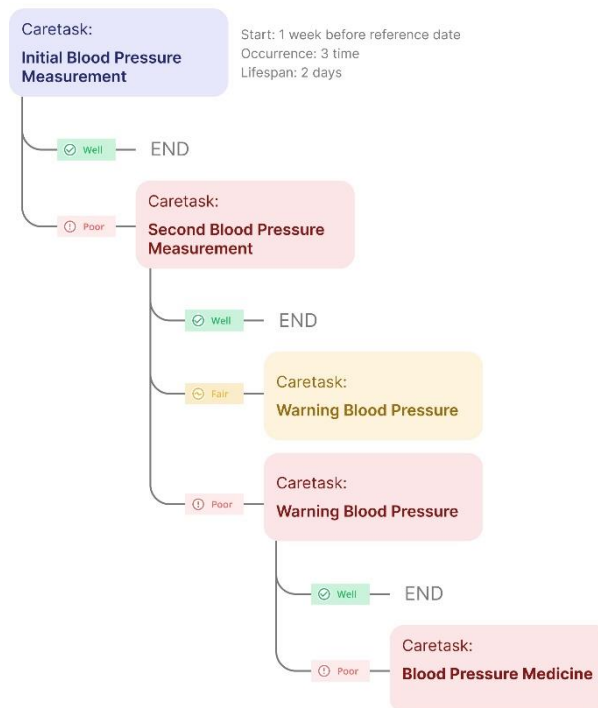 Caretask:
Initial Blood Pressure
Measurement
Start: 1 week before reference date
Occurrence: 3 time
Lifespan: 2 days
Well
END
Poor
Caretask:
Second Blood Pressure
Measurement
Well
END
Fair
Caretask:
Warning Blood Pressure
Poor
Caretask:
Warning Blood Pressure
Well
END
Poor
Caretask:
Blood Pressure Medicine